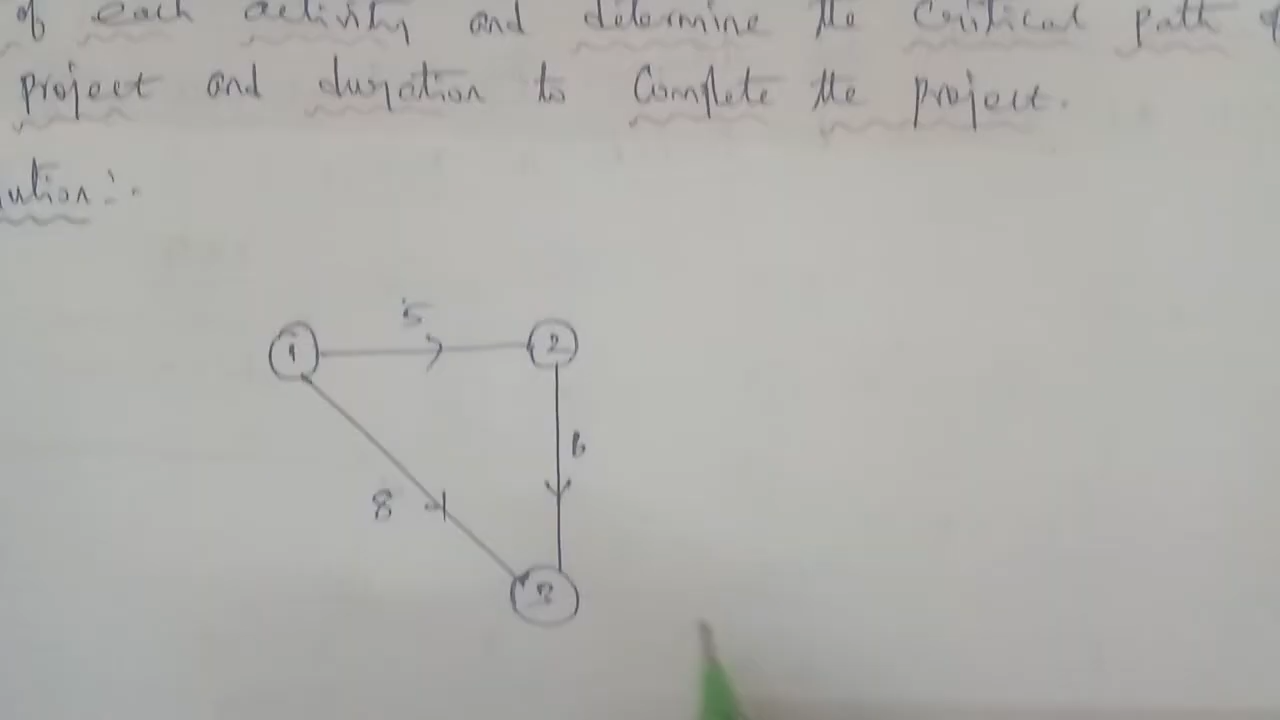 of each activity and determine the Critical path of
project and duration to Complete the project.
ution :-
5
1
2
6
8
3